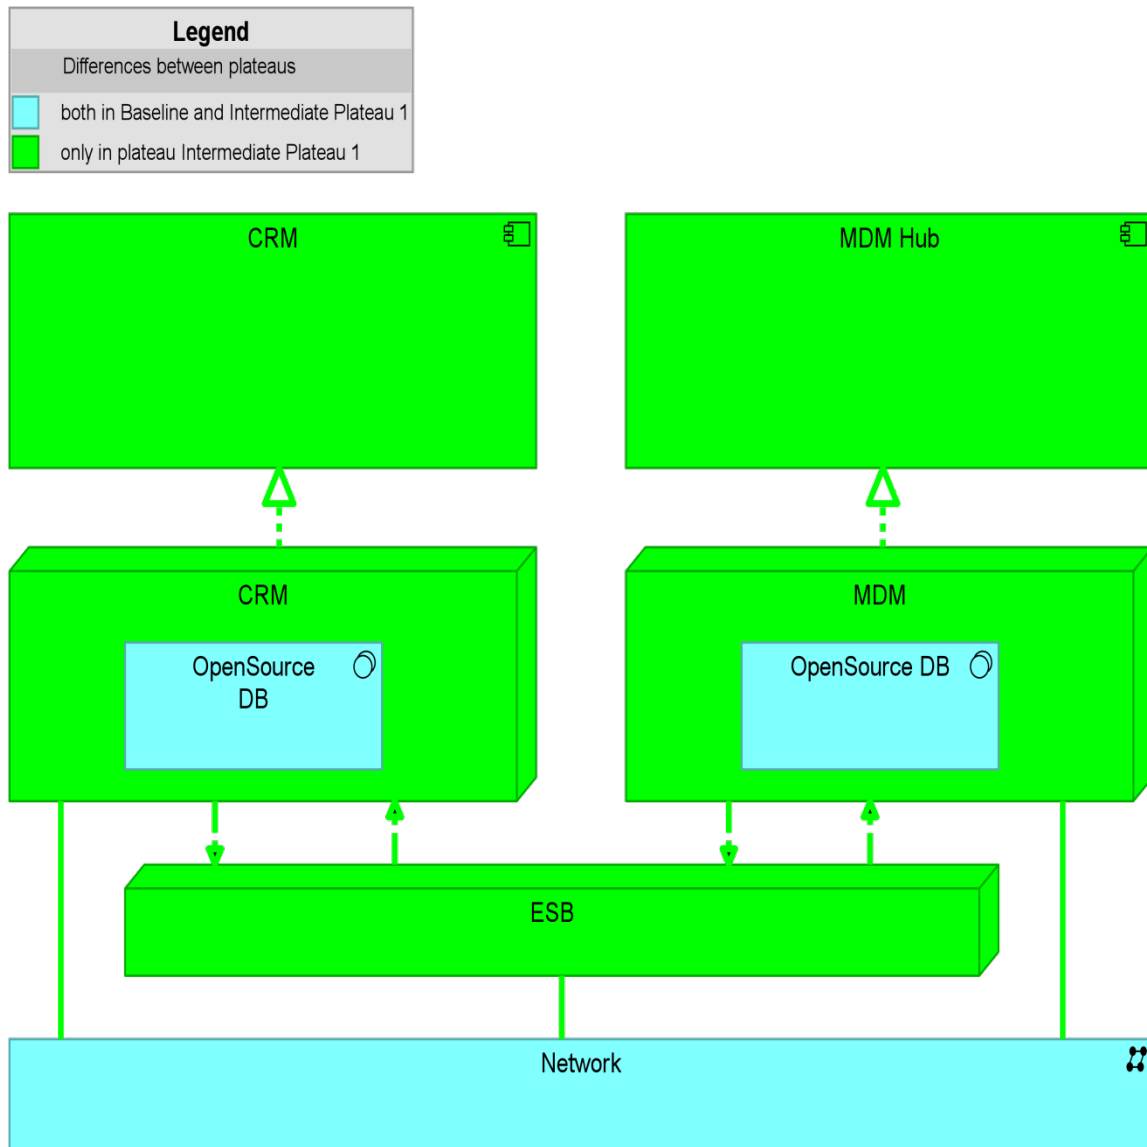 Legend
Differences between plateaus
both in Baseline and Intermediate Plateau 1
only in plateau Intermediate Plateau 1
CRM
MDM Hub
CRM
MDM
OpenSource
DB
OpenSource DB
ESB
Network